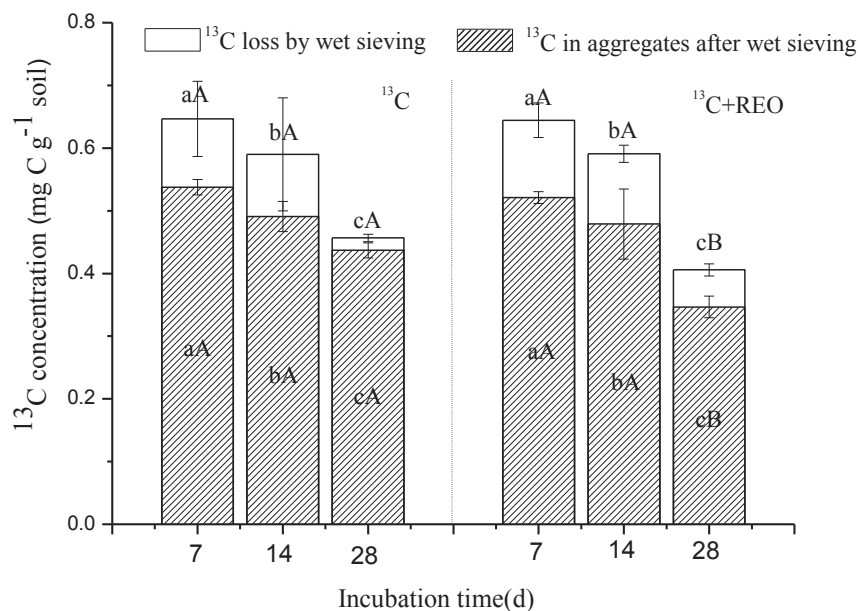 0.8
¹³C loss by wet sieving
¹³C in aggregates after wet sieving
aA
¹³C
aA
¹³C+REO
bA
bA
0.6
cA
cB
0.4
aA
bA
cA
aA
bA
cB
0.2
0.0
¹³C concentration (mg C g⁻¹ soil)
7
14
28
7
14
28
Incubation time(d)